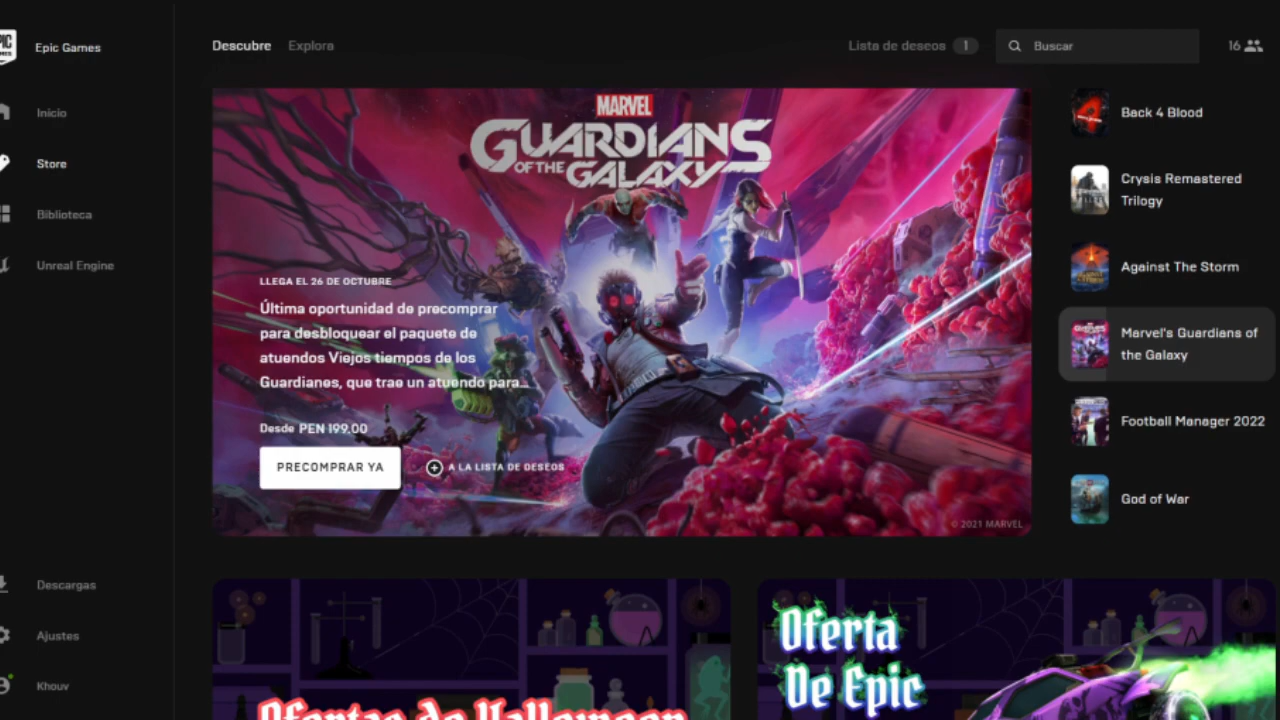 Epic Games
Inicio
Store
Biblioteca
Unreal Engine
Descargas
Ajustes
Khouv
Descubre
Explora
Lista de deseos 1
Buscar
16
MARVEL
GUARDIANS
OF THE
GALAXY
LLEGA EL 26 DE OCTUBRE
Última oportunidad de precomprar
para desbloquear el paquete de
atuendos Viejos tiempos de los
Guardianes, que trae un atuendo para...
Desde PEN 199.00
PRECOMPRAR YA
A LA LISTA DE DESEOS
© 2021 MARVEL
Back 4 Blood
Crysis Remastered
Trilogy
Against The Storm
Marvel's Guardians of
the Galaxy
Football Manager 2022
God of War
Ofertas de Halloween
Oferta
De Epic